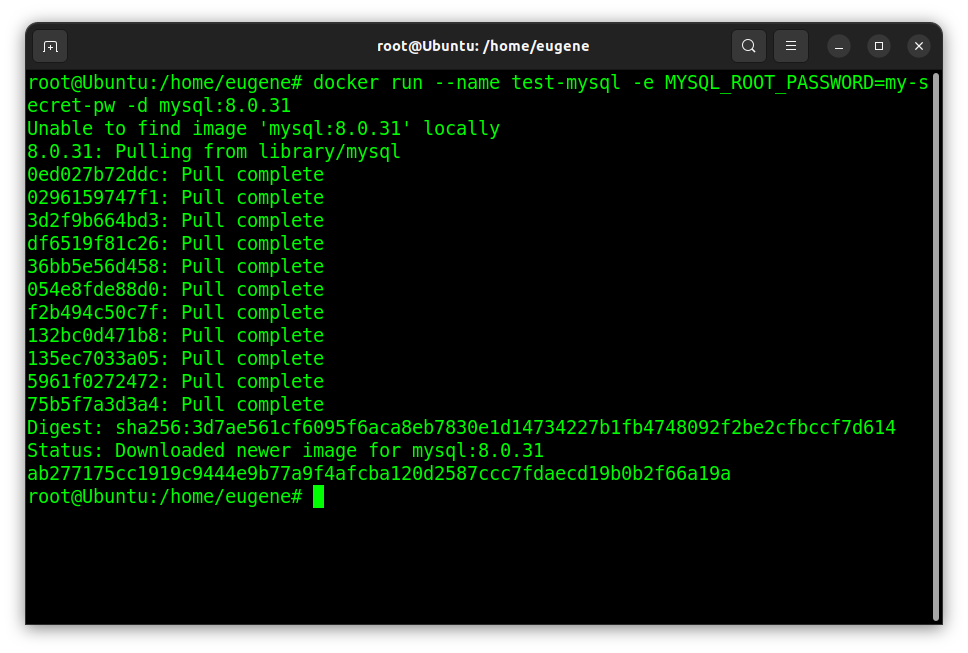 root@Ubuntu: /home/eugene
root@Ubuntu:/home/eugene# docker run --name test-mysql -e MYSQL_ROOT_PASSWORD=my-s
ecret-pw -d mysql:8.0.31
Unable to find image 'mysql:8.0.31' locally
8.0.31: Pulling from library/mysql
0ed027b72ddc: Pull complete
0296159747f1: Pull complete
3d2f9b664bd3: Pull complete
df6519f81c26: Pull complete
36bb5e56d458: Pull complete
054e8fde88d0: Pull complete
f2b494c50c7f: Pull complete
132bc0d471b8: Pull complete
135ec7033a05: Pull complete
5961f0272472: Pull complete
75b5f7a3d3a4: Pull complete
Digest: sha256:3d7ae561cf6095f6aca8eb7830e1d14734227b1fb4748092f2be2cfbccf7d614
Status: Downloaded newer image for mysql:8.0.31
ab277175cc1919c9444e9b77a9f4afcba120d2587ccc7fdaecd19b0b2f66a19a
root@Ubuntu:/home/eugene#